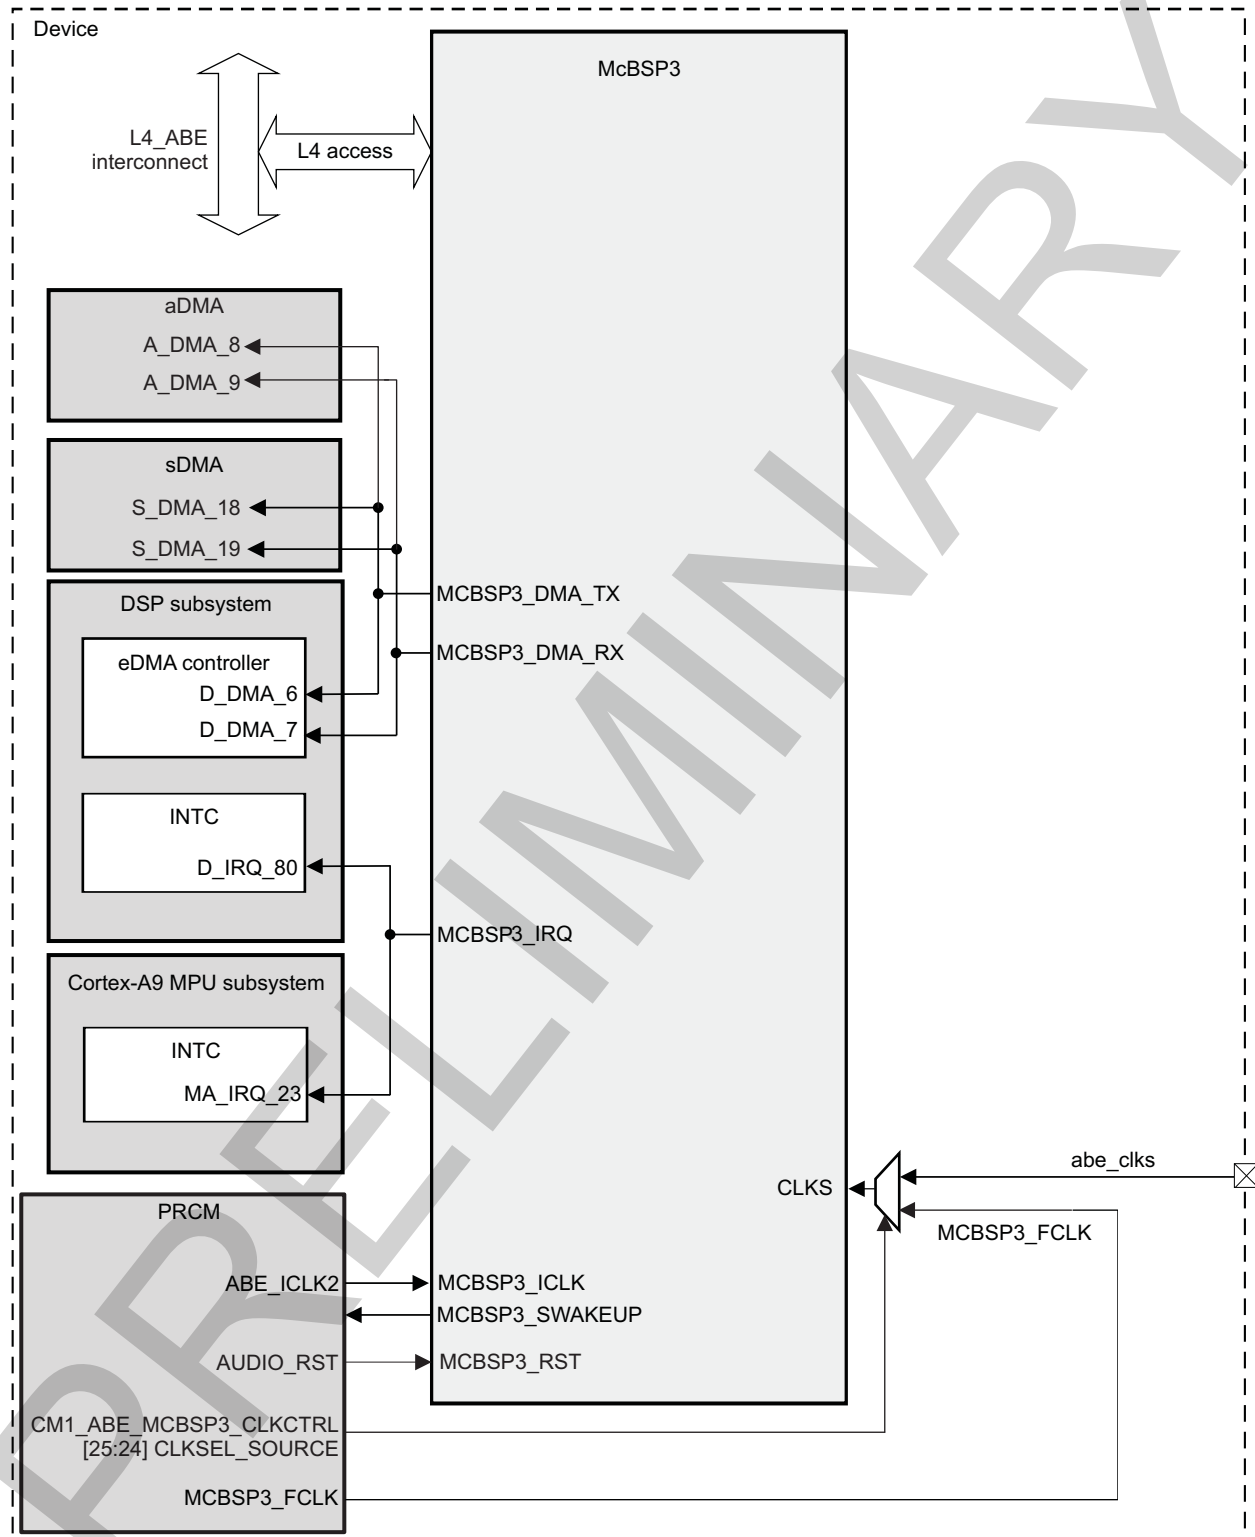 Device
McBSP3
L4_ABE
interconnect
L4 access
aDMA
A_DMA_8
A_DMA_9
sDMA
S_DMA_18
S_DMA_19
DSP subsystem
eDMA controller
D_DMA_6
D_DMA_7
INTC
D_IRQ_80
MCBSP3_DMA_TX
MCBSP3_DMA_RX
MCBSP3_IRQ
Cortex-A9 MPU subsystem
INTC
MA_IRQ_23
CLKS
abe_clks
MCBSP3_FCLK
PRCM
ABE_ICLK2
MCBSP3_ICLK
MCBSP3_SWAKEUP
AUDIO_RST
MCBSP3_RST
CM1_ABE_MCBSP3_CLKCTRL
[25:24] CLKSEL_SOURCE
MCBSP3_FCLK
PRELIMINARY